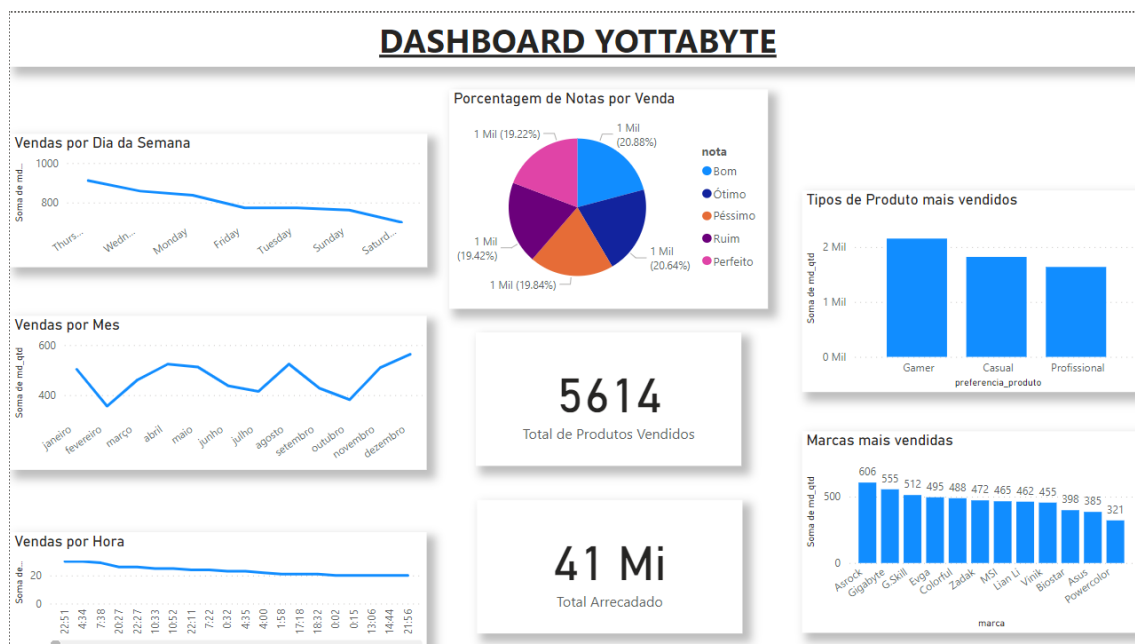 DASHBOARD YOTTABYTE
Vendas por Dia da Semana
Soma de md_...
1000
800
Thurs...
Wedn...
Monday
Friday
Tuesday
Sunday
Saturd...
Vendas por Mes
Soma de md_qtd
600
400
janeiro
fevereiro
março
abril
maio
junho
julho
agosto
setembro
outubro
novembro
dezembro
Vendas por Hora
Soma de...
20
0
22:51
4:34
7:38
20:27
22:27
10:33
10:52
22:11
7:22
0:32
4:35
4:00
1:58
17:18
18:32
0:02
0:15
13:06
14:44
21:56
Porcentagem de Notas por Venda
1 Mil (19.22%)
1 Mil
(20.88%)
1 Mil
(19.42%)
1 Mil
(20.64%)
1 Mil (19.84%)
nota
Bom
Ótimo
Péssimo
Ruim
Perfeito
5614
Total de Produtos Vendidos
41 Mi
Total Arrecadado
Tipos de Produto mais vendidos
Soma de md_qtd
2 Mil
1 Mil
0 Mil
Gamer
Casual
Profissional
preferencia_produto
Marcas mais vendidas
Soma de md_qtd
500
0
606
555
512
495
488
472
465
462
455
398
385
321
Asrock
Gigabyte
G.Skill
Evga
Colorful
Zadak
MSI
Lian Li
Vinik
Biostar
Asus
Powercolor
marca